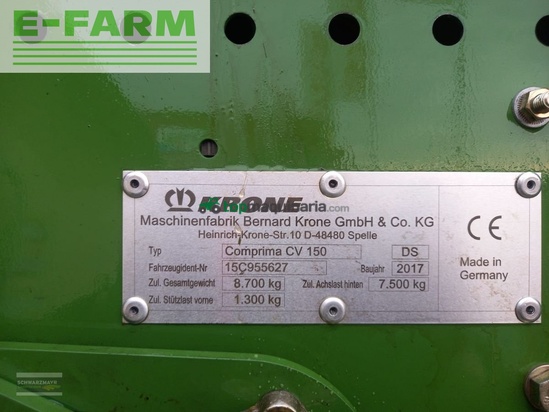 E-FARM
KRONE
Maschinenfabrik Bernard Krone GmbH & Co. KG
Heinrich-Krone-Str.10 D-48480 Spelle
Typ Comprima CV 150 DS
Fahrzeugident-Nr 15C955627 Baujahr 2017
Zul. Gesamtgewicht 8.700 kg Zul. Achslast hinten 7.500 kg
Zul. Stützlast vorne 1.300 kg
CE
Made in
Germany
SCHWARZMAYR